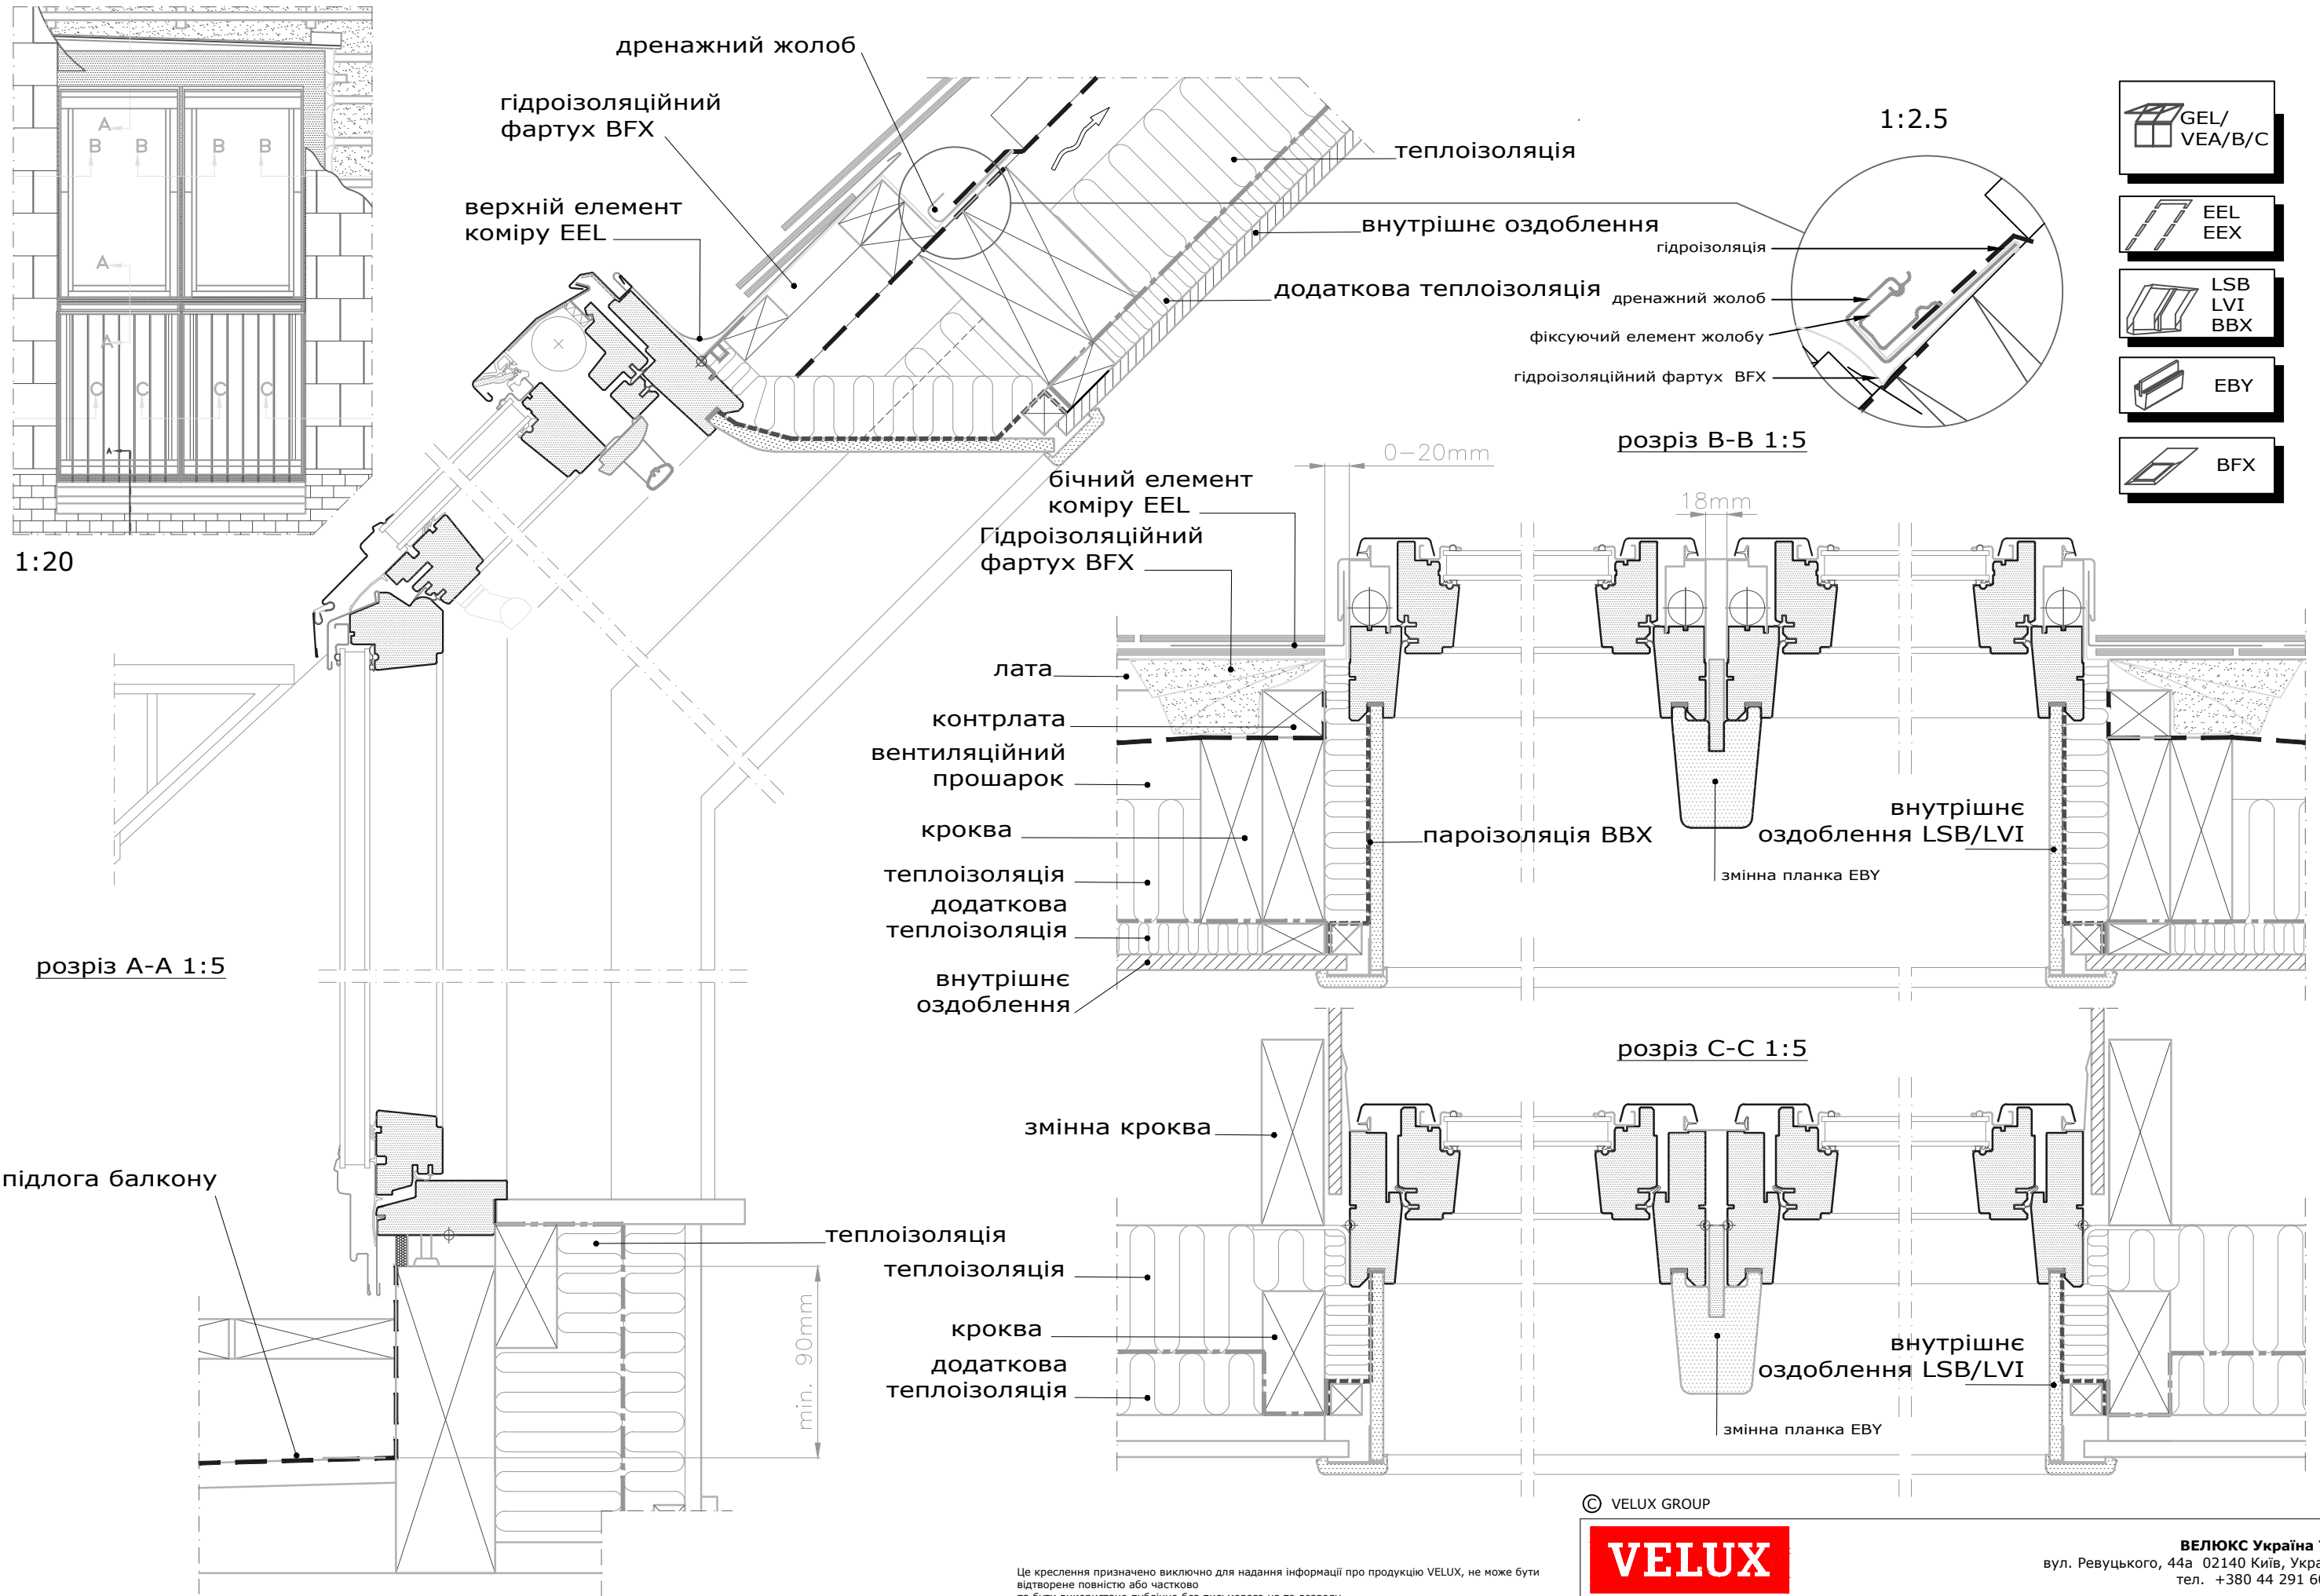 дренажний жолоб
гідроізоляційний
фартух BFX
верхній елемент
коміру EEL
теплоізоляція
внутрішнє оздоблення
додаткова теплоізоляція
1:2.5
гідроізоляція
дренажний жолоб
фіксуючий елемент жолобу
гідроізоляційний фартух BFX
GEL/
VEA/B/C
EEL
EEX
LSB
LVI
BBX
EBY
BFX
A
B B B B
A
A
C C C C
A
1:20
розріз A-A 1:5
підлога балкону
теплоізоляція
min. 90mm
розріз B-B 1:5
0-20mm
18mm
бічний елемент
коміру EEL
Гідроізоляційний
фартух BFX
лата
контрлата
вентиляційний
прошарок
кроква
теплоізоляція
додаткова
теплоізоляція
внутрішнє
оздоблення
пароізоляція BBX
змінна планка EBY
внутрішнє
оздоблення LSB/LVI
розріз C-C 1:5
змінна кроква
теплоізоляція
кроква
додаткова
теплоізоляція
внутрішнє
оздоблення LSB/LVI
змінна планка EBY
© VELUX GROUP
VELUX
ВЕЛЮКС Україна
вул. Ревуцького, 44а 02140 Київ,
тел. +380 44 291
Це креслення призначено виключно для надання інформації про продукцію VELUX, не може бути
відтворене повністю або частково